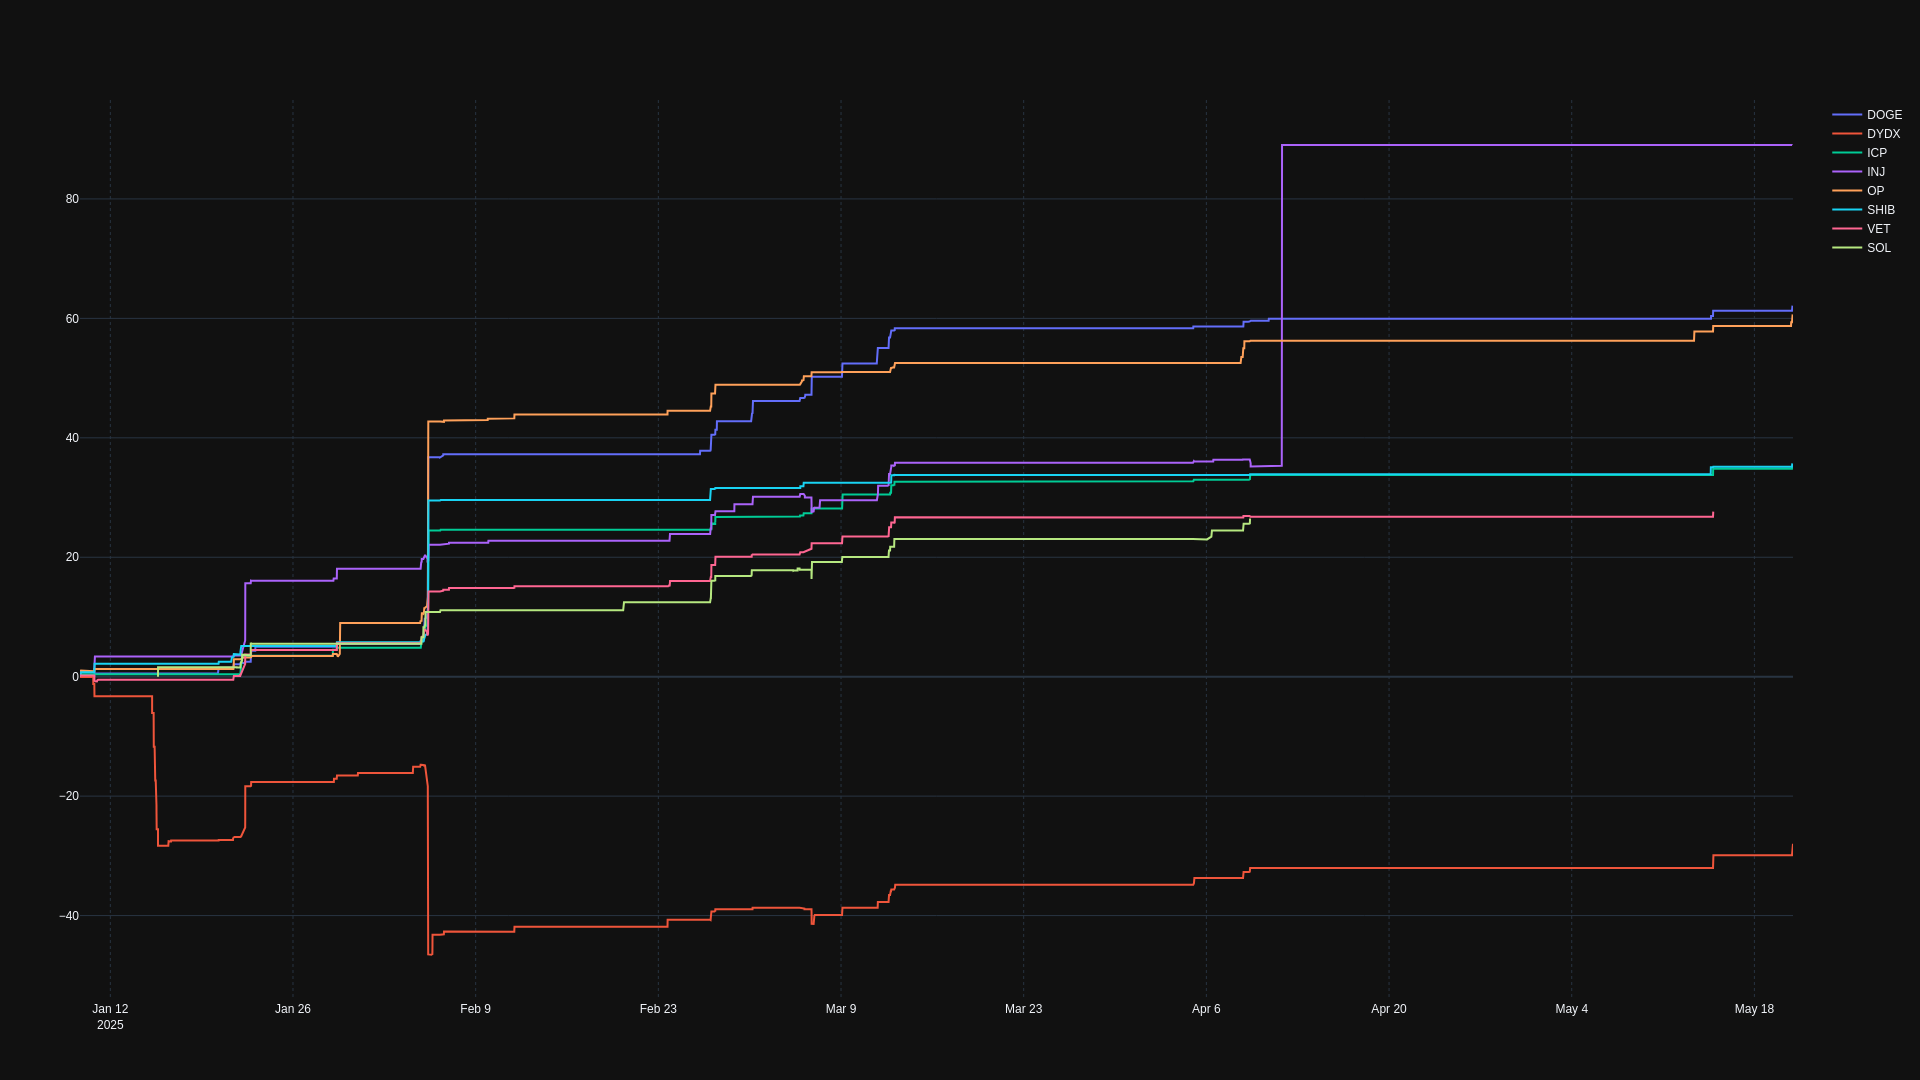 DOGE
DYDX
ICP
INJ
OP
SHIB
VET
SOL
80
60
40
20
0
−20
−40
Jan 12 Jan 26 Feb 9 Feb 23 Mar 9 Mar 23 Apr 6 Apr 20 May 4 May 18
2025